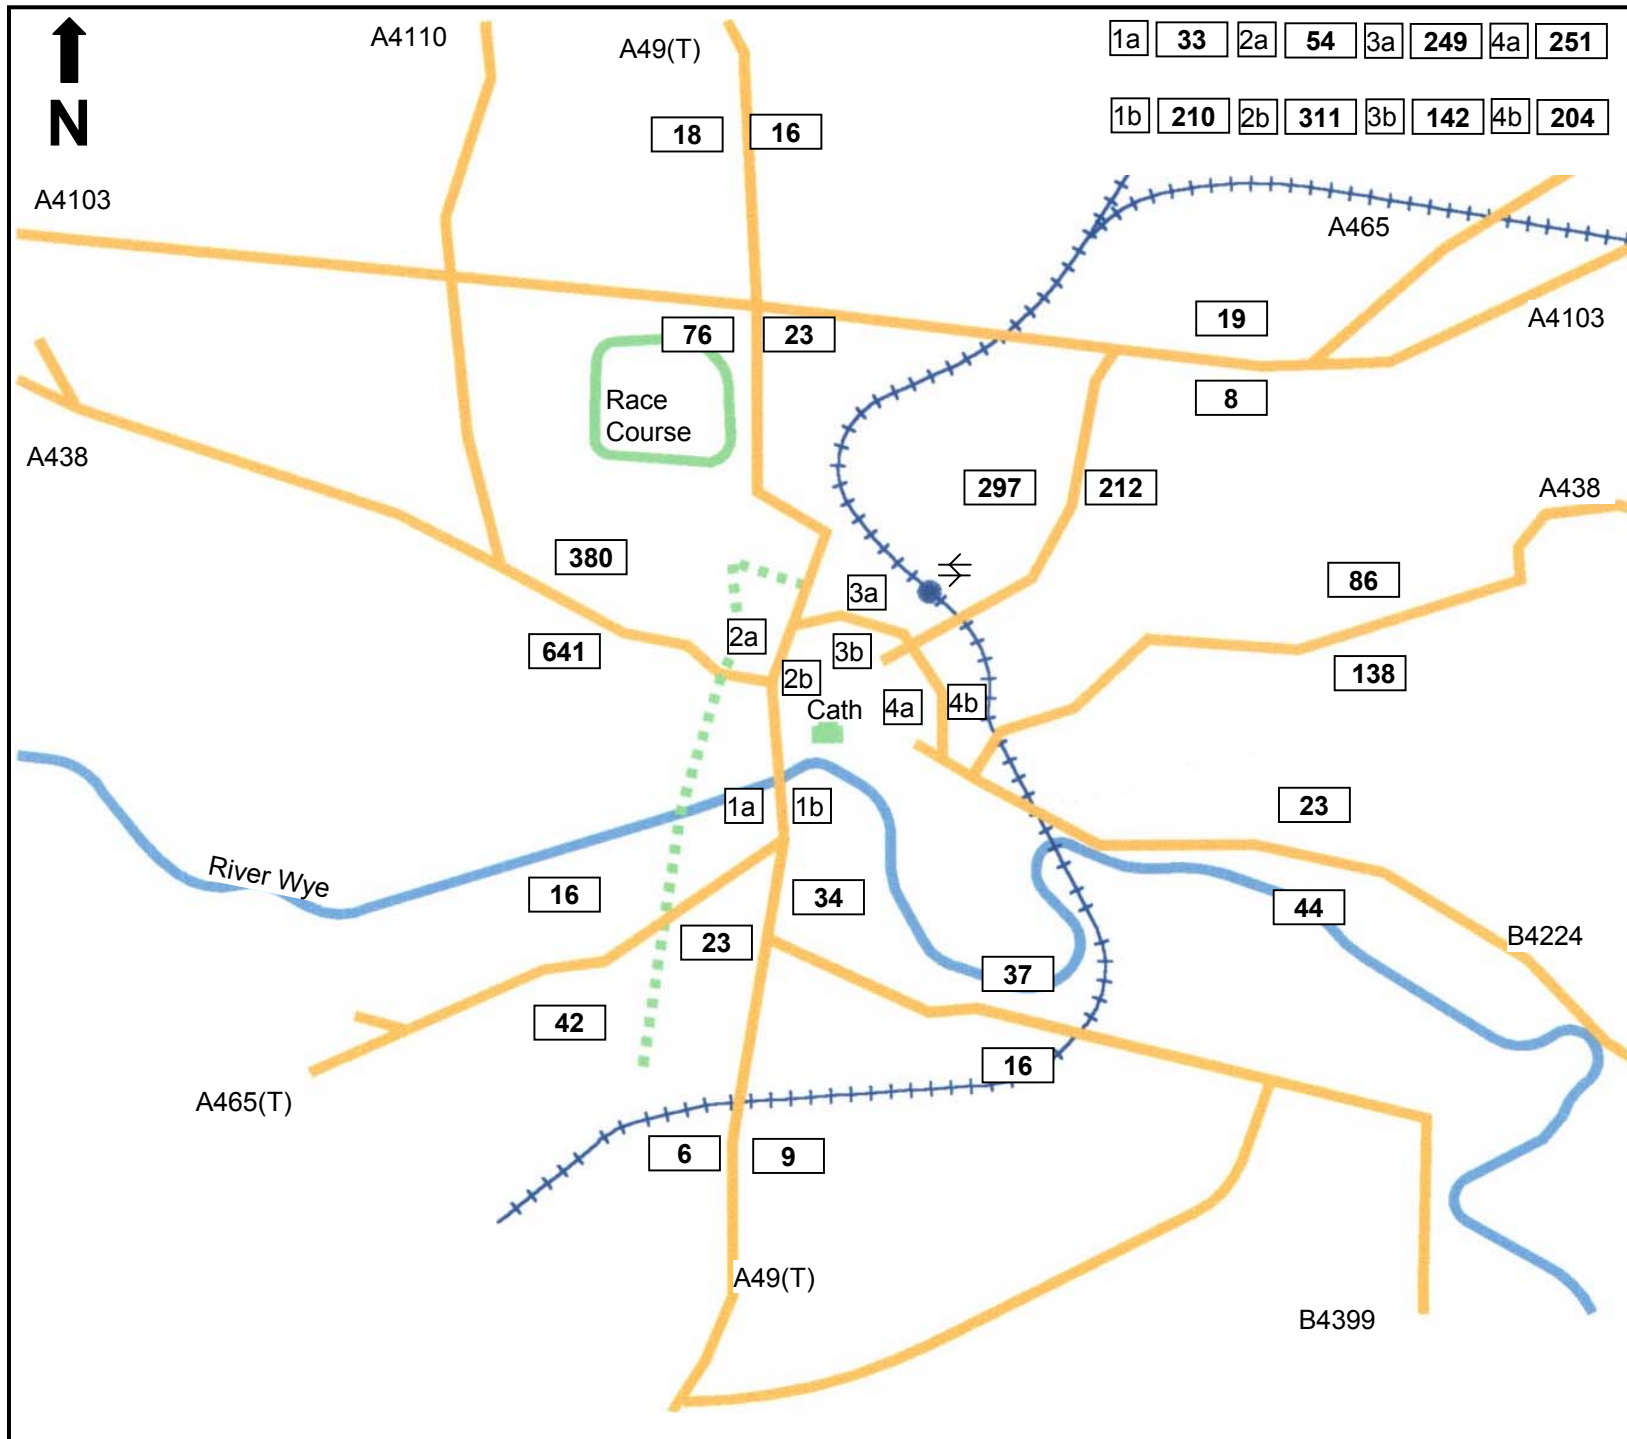 A4110
A49(T)
1a 33 2a 54 3a 249 4a 251
1b 210 2b 311 3b 142 4b 204
N
18 16
A4103
A465
19
A4103
76 23
8
Race
Course
A438
297 212
A438
380
86
3a
2a
641
3b
138
2b
Cath
4a
4b
1a
1b
23
River Wye
16
34
44
23
B4224
37
42
16
A465(T)
6 9
A49(T)
B4399